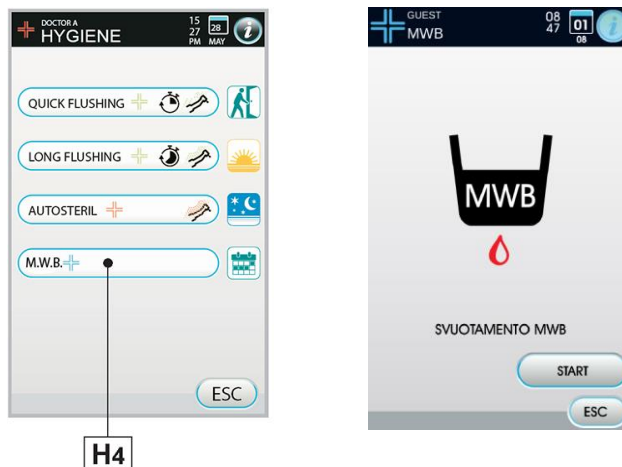 DOCTOR A
HYGIENE
15
27
PM
28
MAY
i
QUICK FLUSHING
LONG FLUSHING
AUTOSTERIL
M.W.B.
ESC
H4
GUEST
MWB
08
47
01
08
i
MWB
SVUOTAMENTO MWB
START
ESC